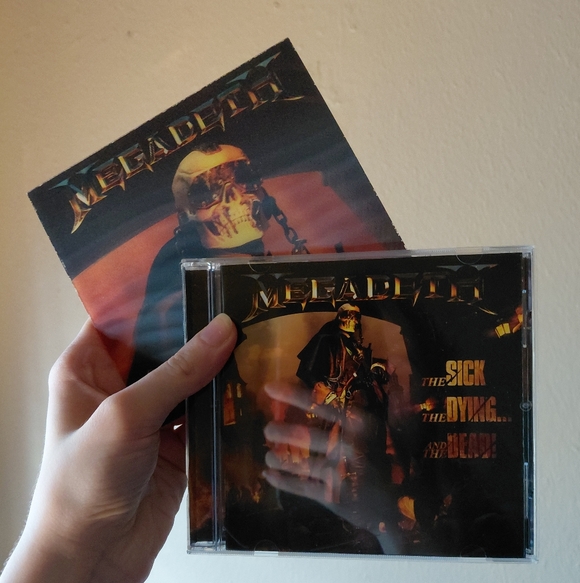 MEGADETH
MEGADETH
THE SICK
THE DYING...
AND THE DEAD!